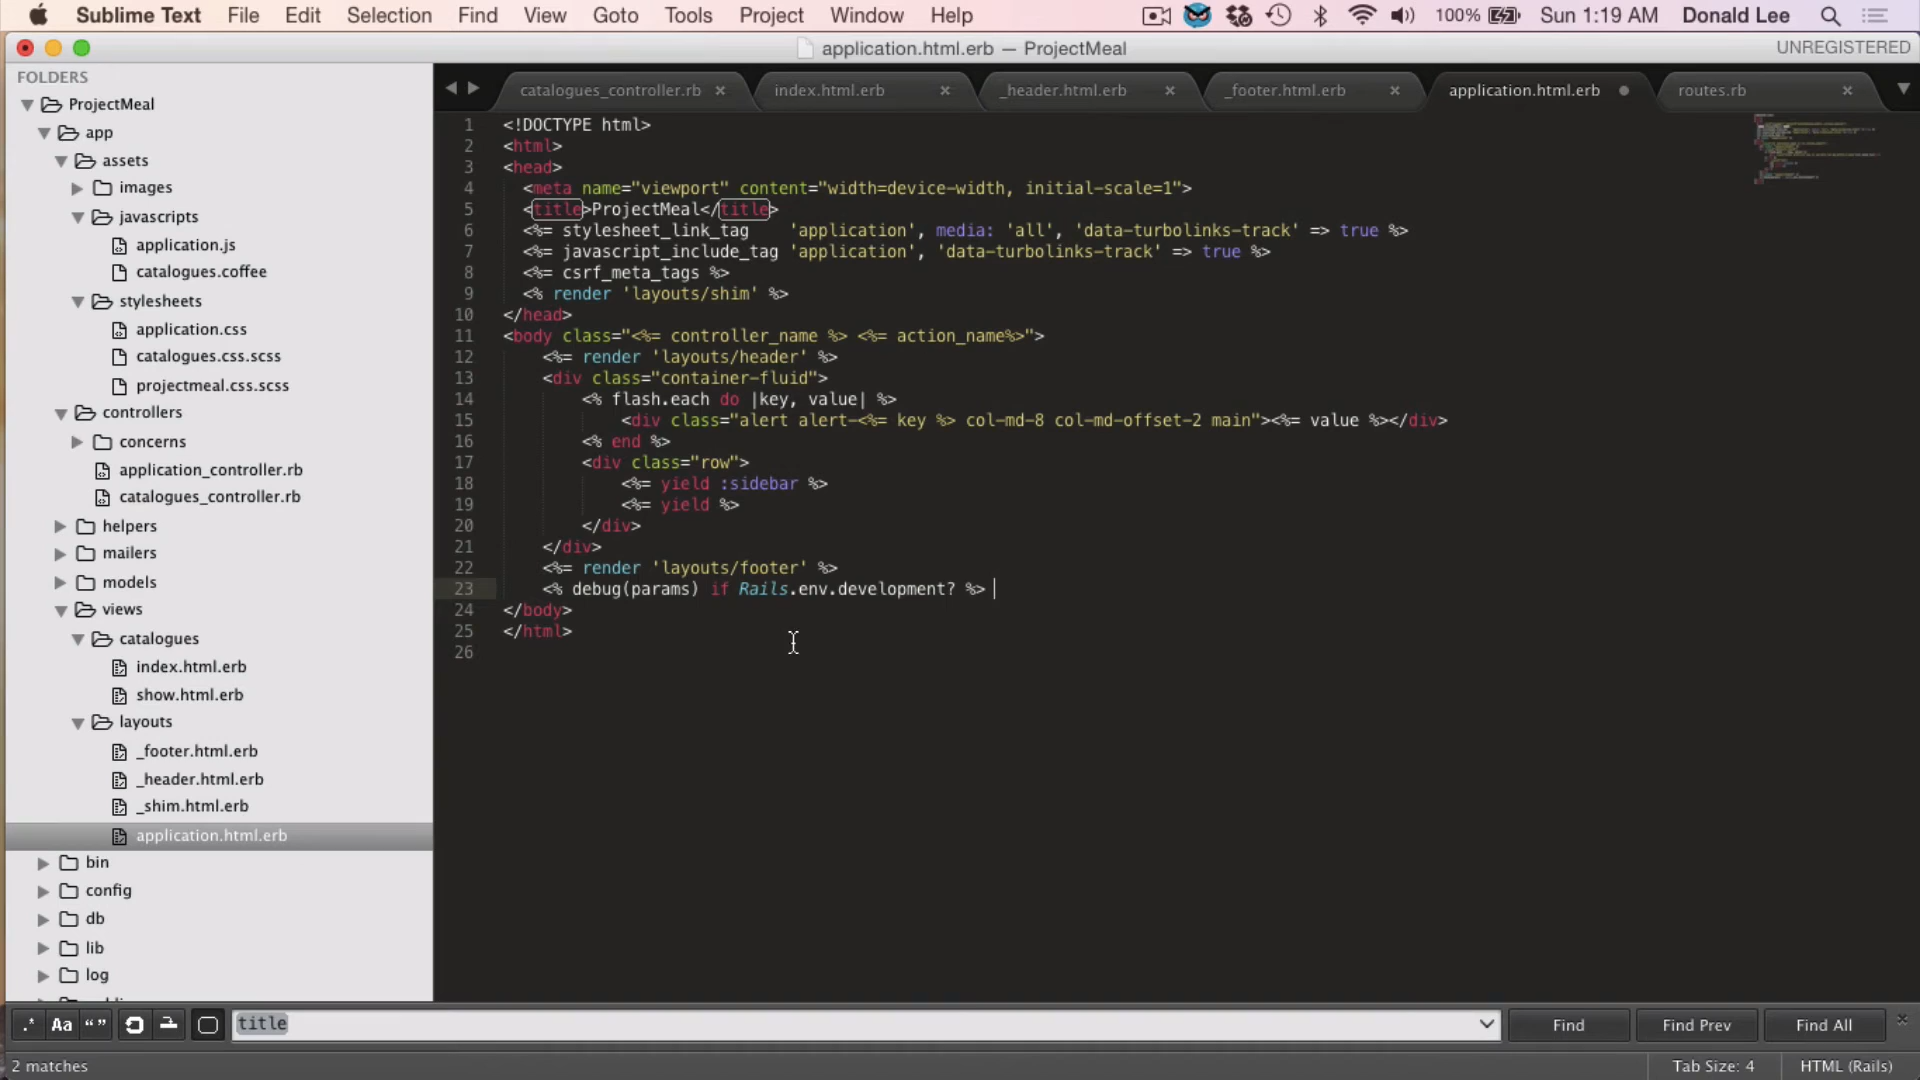 Sublime Text File Edit Selection Find View Goto Tools Project Window Help 100% Sun 1:19 AM Donald Lee
application.html.erb — ProjectMeal UNREGISTERED
FOLDERS
ProjectMeal
app
assets
images
javascripts
application.js
catalogues.coffee
stylesheets
application.css
catalogues.css.scss
projectmeal.css.scss
controllers
concerns
application_controller.rb
catalogues_controller.rb
helpers
mailers
models
views
catalogues
index.html.erb
show.html.erb
layouts
_footer.html.erb
_header.html.erb
_shim.html.erb
application.html.erb
bin
config
db
lib
log
catalogues_controller.rb × index.html.erb × _header.html.erb × _footer.html.erb × application.html.erb routes.rb ×
1 <!DOCTYPE html>
2 <html>
3 <head>
4 <meta name="viewport" content="width=device-width, initial-scale=1">
5 <title>ProjectMeal</title>
6 <%= stylesheet_link_tag    'application', media: 'all', 'data-turbolinks-track' => true %>
7 <%= javascript_include_tag 'application', 'data-turbolinks-track' => true %>
8 <%= csrf_meta_tags %>
9 <% render 'layouts/shim' %>
10 </head>
11 <body class="<%= controller_name %> <%= action_name%>">
12 <%= render 'layouts/header' %>
13 <div class="container-fluid">
14 <% flash.each do |key, value| %>
15 <div class="alert alert-<%= key %> col-md-8 col-md-offset-2 main"><%= value %></div>
16 <% end %>
17 <div class="row">
18 <%= yield :sidebar %>
19 <%= yield %>
20 </div>
21 </div>
22 <%= render 'layouts/footer' %>
23 <% debug(params) if Rails.env.development? %>
24 </body>
25 </html>
26
.* Aa “” title Find Find Prev Find All ×
2 matches Tab Size: 4 HTML (Rails)